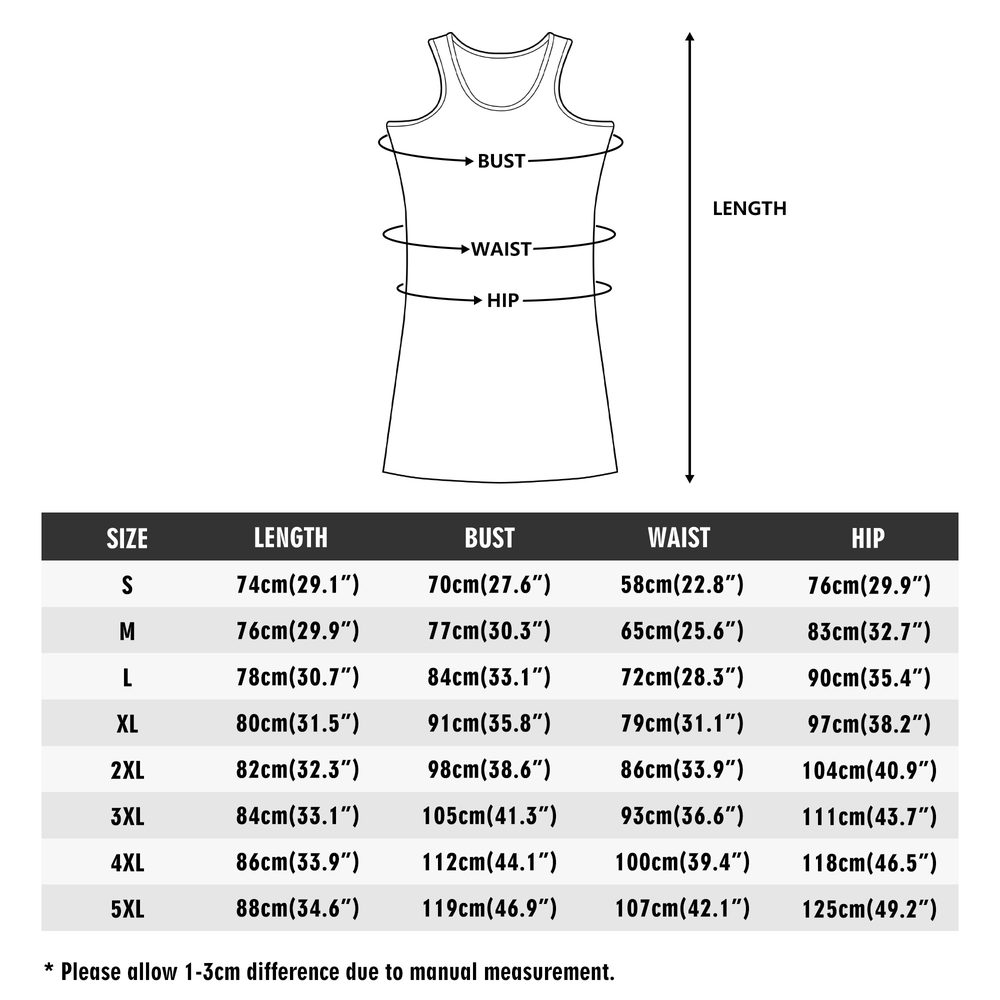 BUST
LENGTH
WAIST
HIP
SIZE LENGTH BUST WAIST HIP
S 74cm(29.1”) 70cm(27.6”) 58cm(22.8”) 76cm(29.9”)
M 76cm(29.9”) 77cm(30.3”) 65cm(25.6”) 83cm(32.7”)
L 78cm(30.7”) 84cm(33.1”) 72cm(28.3”) 90cm(35.4”)
XL 80cm(31.5”) 91cm(35.8”) 79cm(31.1”) 97cm(38.2”)
2XL 82cm(32.3”) 98cm(38.6”) 86cm(33.9”) 104cm(40.9”)
3XL 84cm(33.1”) 105cm(41.3”) 93cm(36.6”) 111cm(43.7”)
4XL 86cm(33.9”) 112cm(44.1”) 100cm(39.4”) 118cm(46.5”)
5XL 88cm(34.6”) 119cm(46.9”) 107cm(42.1”) 125cm(49.2”)
* Please allow 1-3cm difference due to manual measurement.